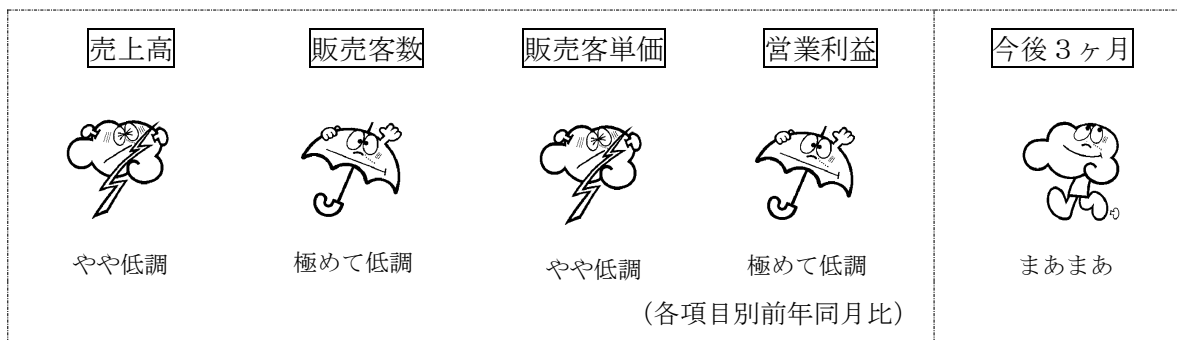 売上高 販売客数 販売客単価 営業利益 今後３ヶ月
やや低調 極めて低調 やや低調 極めて低調 まあまあ
（各項目別前年同月比）